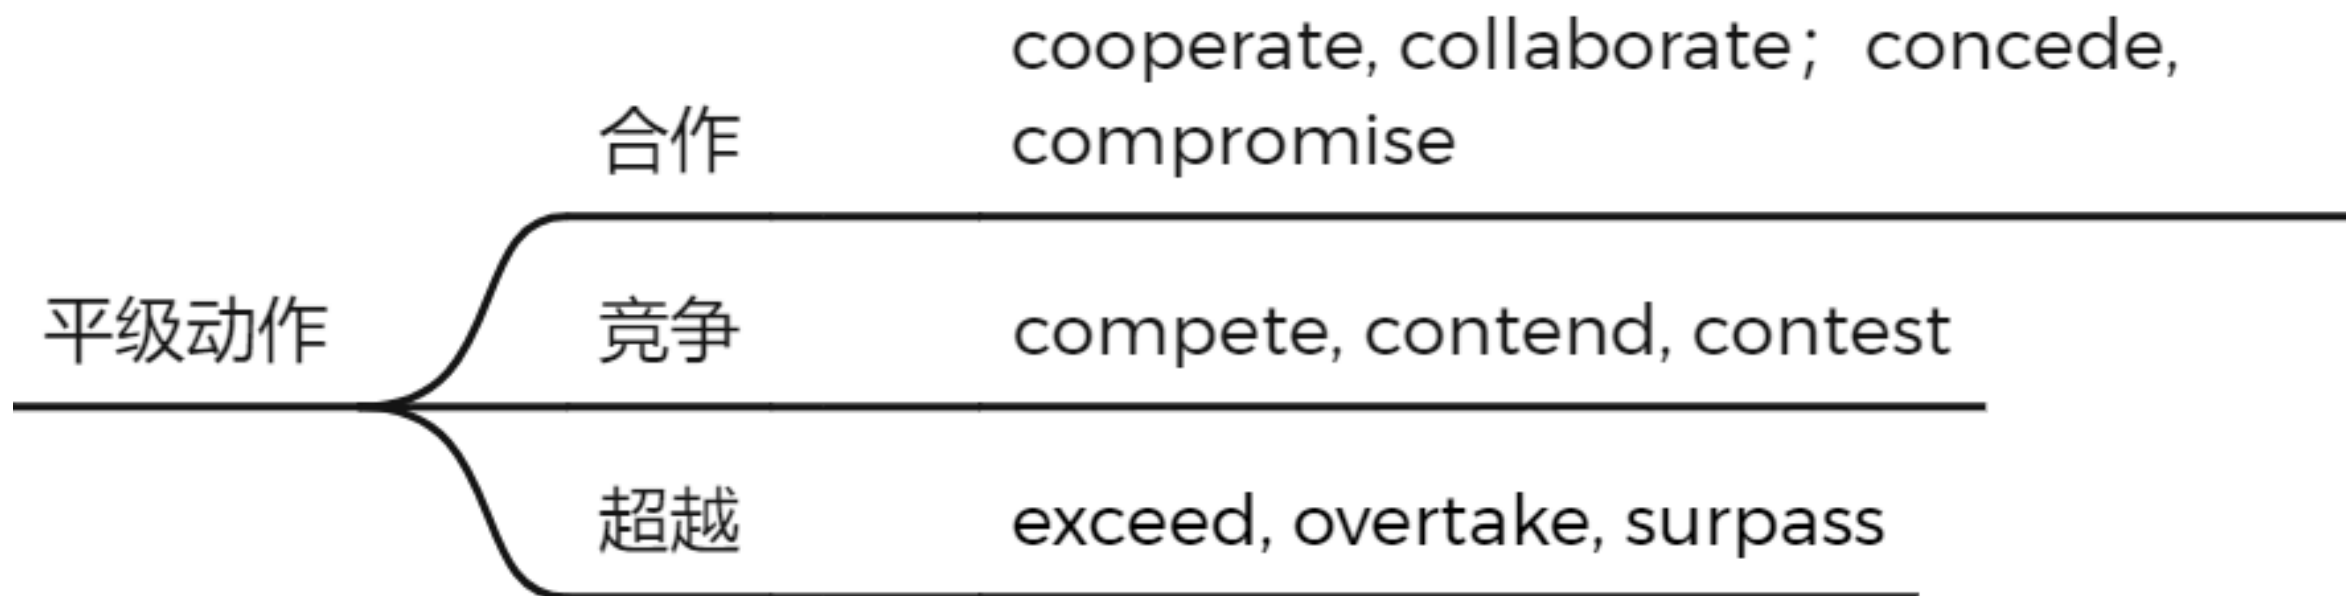 cooperate, collaborate；concede,
合作 compromise
平级动作 竞争 compete, contend, contest
超越 exceed, overtake, surpass